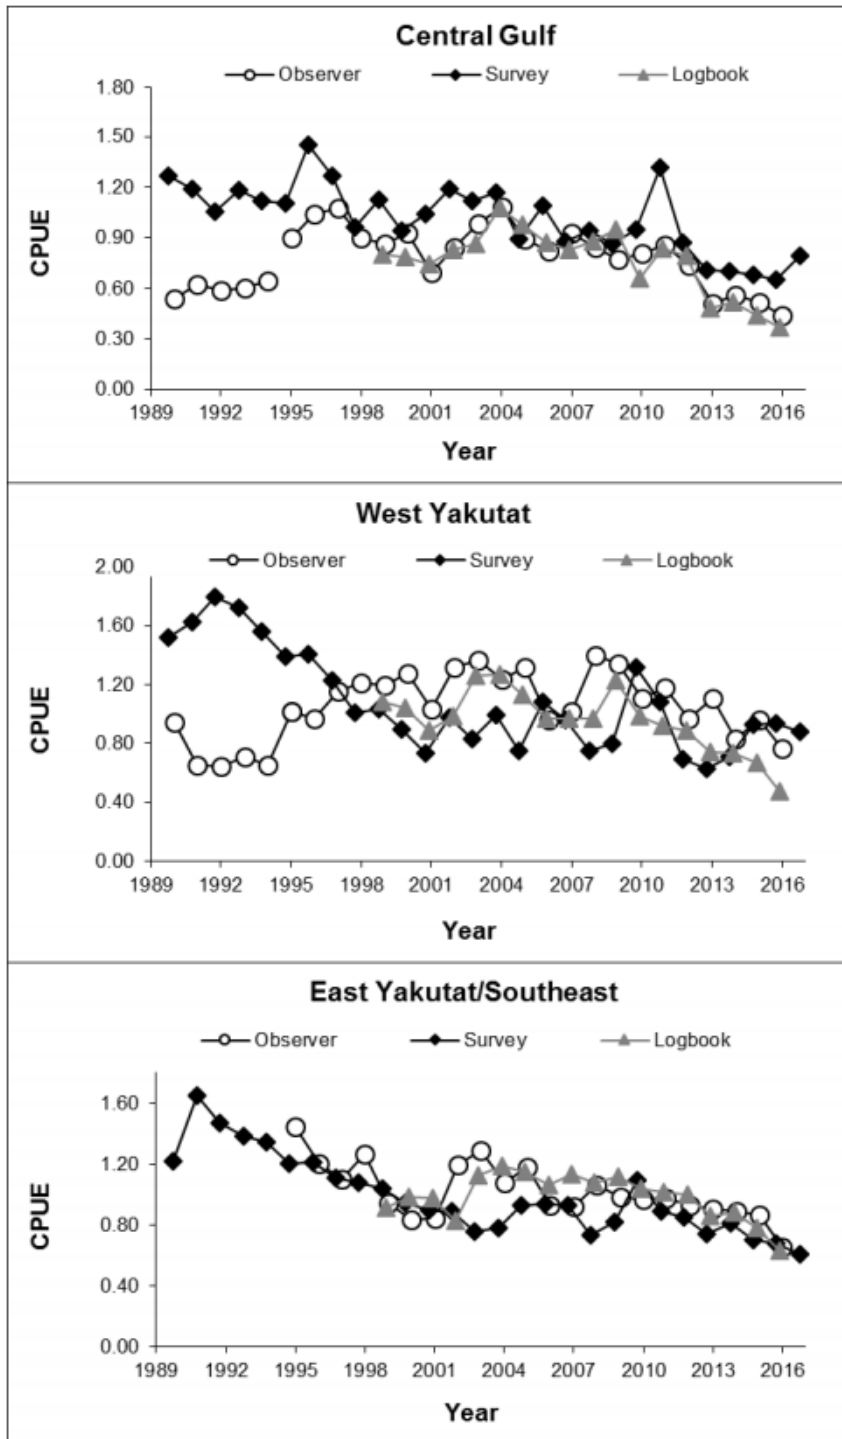 Central Gulf
Observer Survey Logbook
1.80
1.50
1.20
0.90
0.60
0.30
0.00
CPUE
1989 1992 1995 1998 2001 2004 2007 2010 2013 2016
Year
West Yakutat
Observer Survey Logbook
2.00
1.60
1.20
0.80
0.40
0.00
CPUE
1989 1992 1995 1998 2001 2004 2007 2010 2013 2016
Year
East Yakutat/Southeast
Observer Survey Logbook
1.60
1.20
0.80
0.40
0.00
CPUE
1989 1992 1995 1998 2001 2004 2007 2010 2013 2016
Year